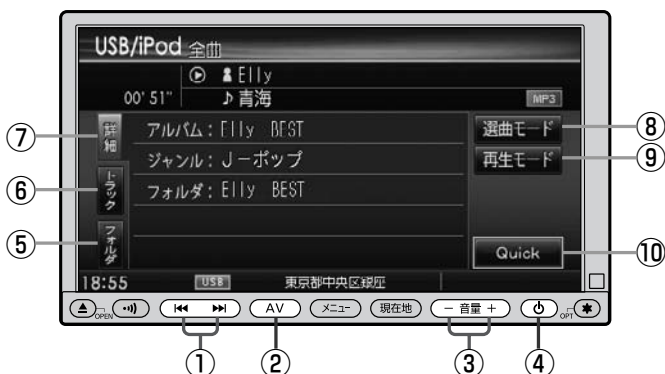 USB/iPod 全曲
Elly
00' 51" ♪ 青海 MP3
詳細
トラック
フォルダ
アルバム：Elly BEST
ジャンル：Jーポップ
フォルダ：Elly BEST
選曲モード
再生モード
Quick
18:55 USB 東京都中央区銀座
OPEN AV メニュー 現在地 − 音量 + OPT
⑦
⑥
⑤
⑧
⑨
⑩
① ② ③ ④